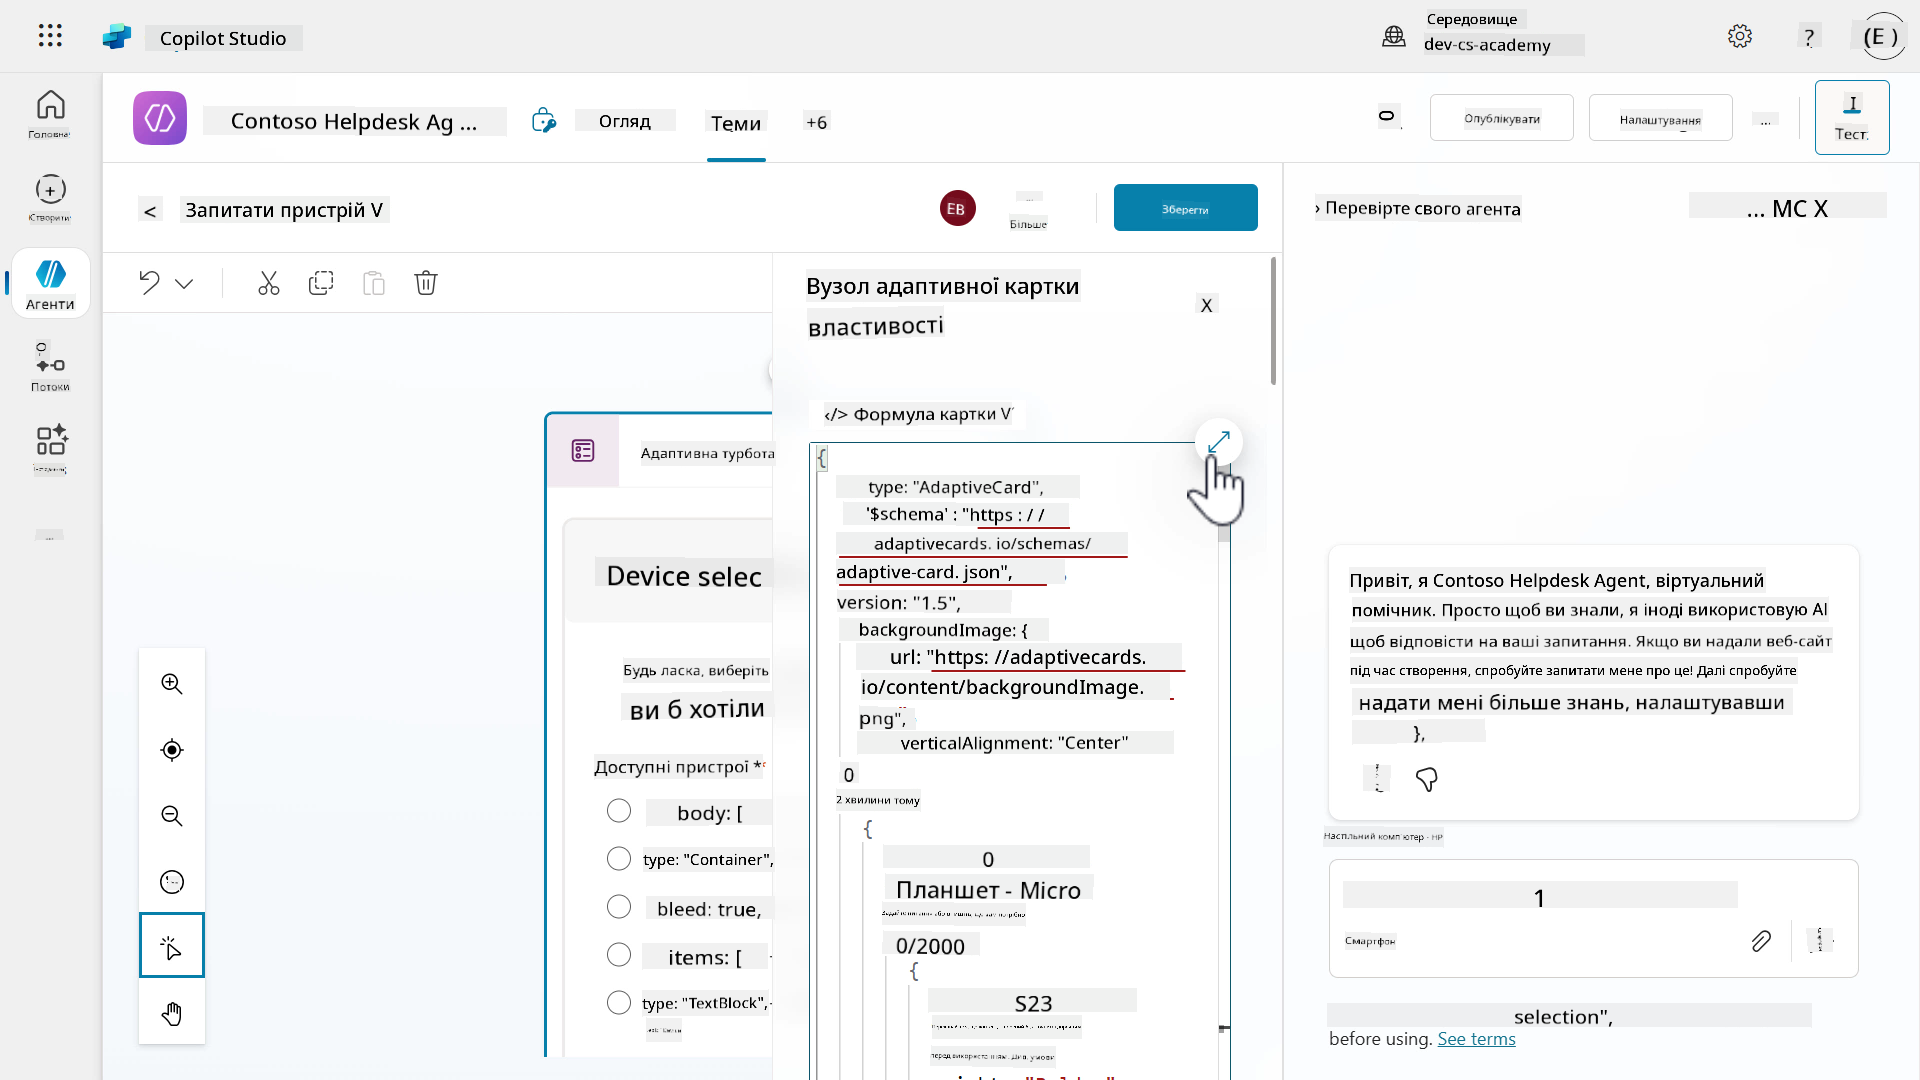 Copilot Studio
Середовище
dev-cs-academy
?
(E )
Головна
Створити
Агенти
Потоки
Contoso Helpdesk Ag ...
Огляд
Теми
+6
Опублікувати
Налаштування
...
Тест
< Запитати пристрій V
EB
Більше
Зберегти
› Перевірте свого агента
... MC X
Вузол адаптивної картки
властивості
X
</> Формула картки V
Адаптивна турбота
Device selec
Будь ласка, виберіть
ви б хотіли
Доступні пристрої *
body: [
type: "Container",
bleed: true,
items: [
type: "TextBlock",
{
type: "AdaptiveCard",
'$schema' : "https : / /
adaptivecards. io/schemas/
adaptive-card. json",
version: "1.5",
backgroundImage: {
url: "https: //adaptivecards.
io/content/backgroundImage.
png",
verticalAlignment: "Center"
0
2 хвилини тому
{
0
Планшет - Micro
0/2000
{
S23
перед використанням. Див. умови
Привіт, я Contoso Helpdesk Agent, віртуальний
помічник. Просто щоб ви знали, я іноді використовую AI
щоб відповісти на ваші запитання. Якщо ви надали веб-сайт
під час створення, спробуйте запитати мене про це! Далі спробуйте
надати мені більше знань, налаштувавши
},
Настільний комп'ютер - HP
1
Смартфон
selection",
before using. See terms